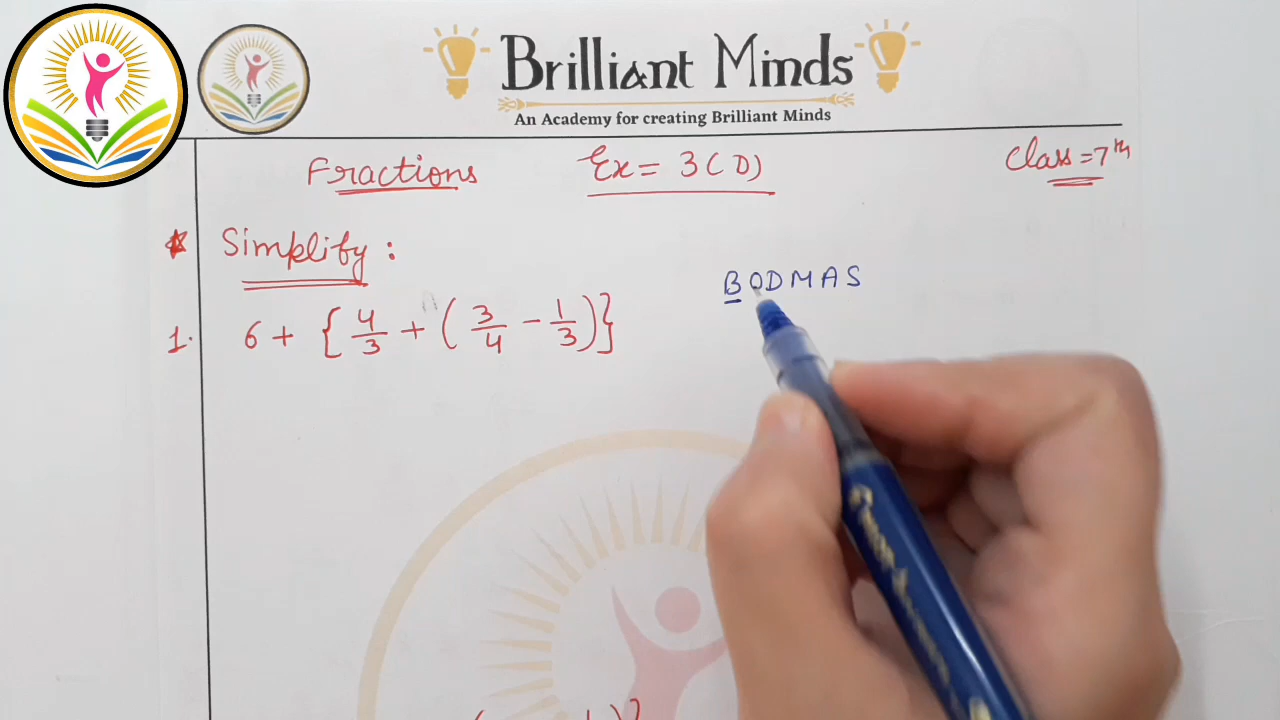 Brilliant Minds
An Academy for creating Brilliant Minds
Fractions Ex = 3(D) Class = 7th
Simplify :
BODMAS
1. 6 + { 4/3 + ( 3/4 - 1/3 ) }